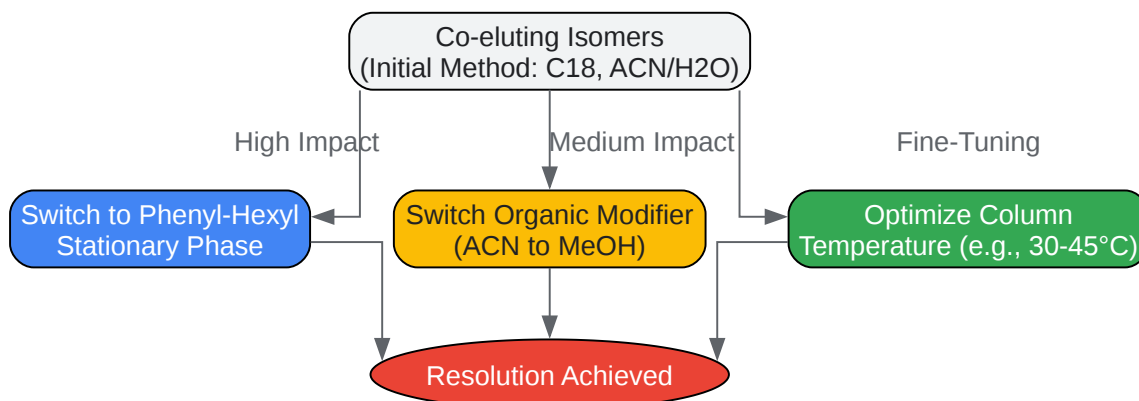 Co-eluting Isomers
(Initial Method: C18, ACN/H2O)
High Impact
Medium Impact
Fine-Tuning
Switch to Phenyl-Hexyl
Stationary Phase
Switch Organic Modifier
(ACN to MeOH)
Optimize Column
Temperature (e.g., 30-45°C)
Resolution Achieved